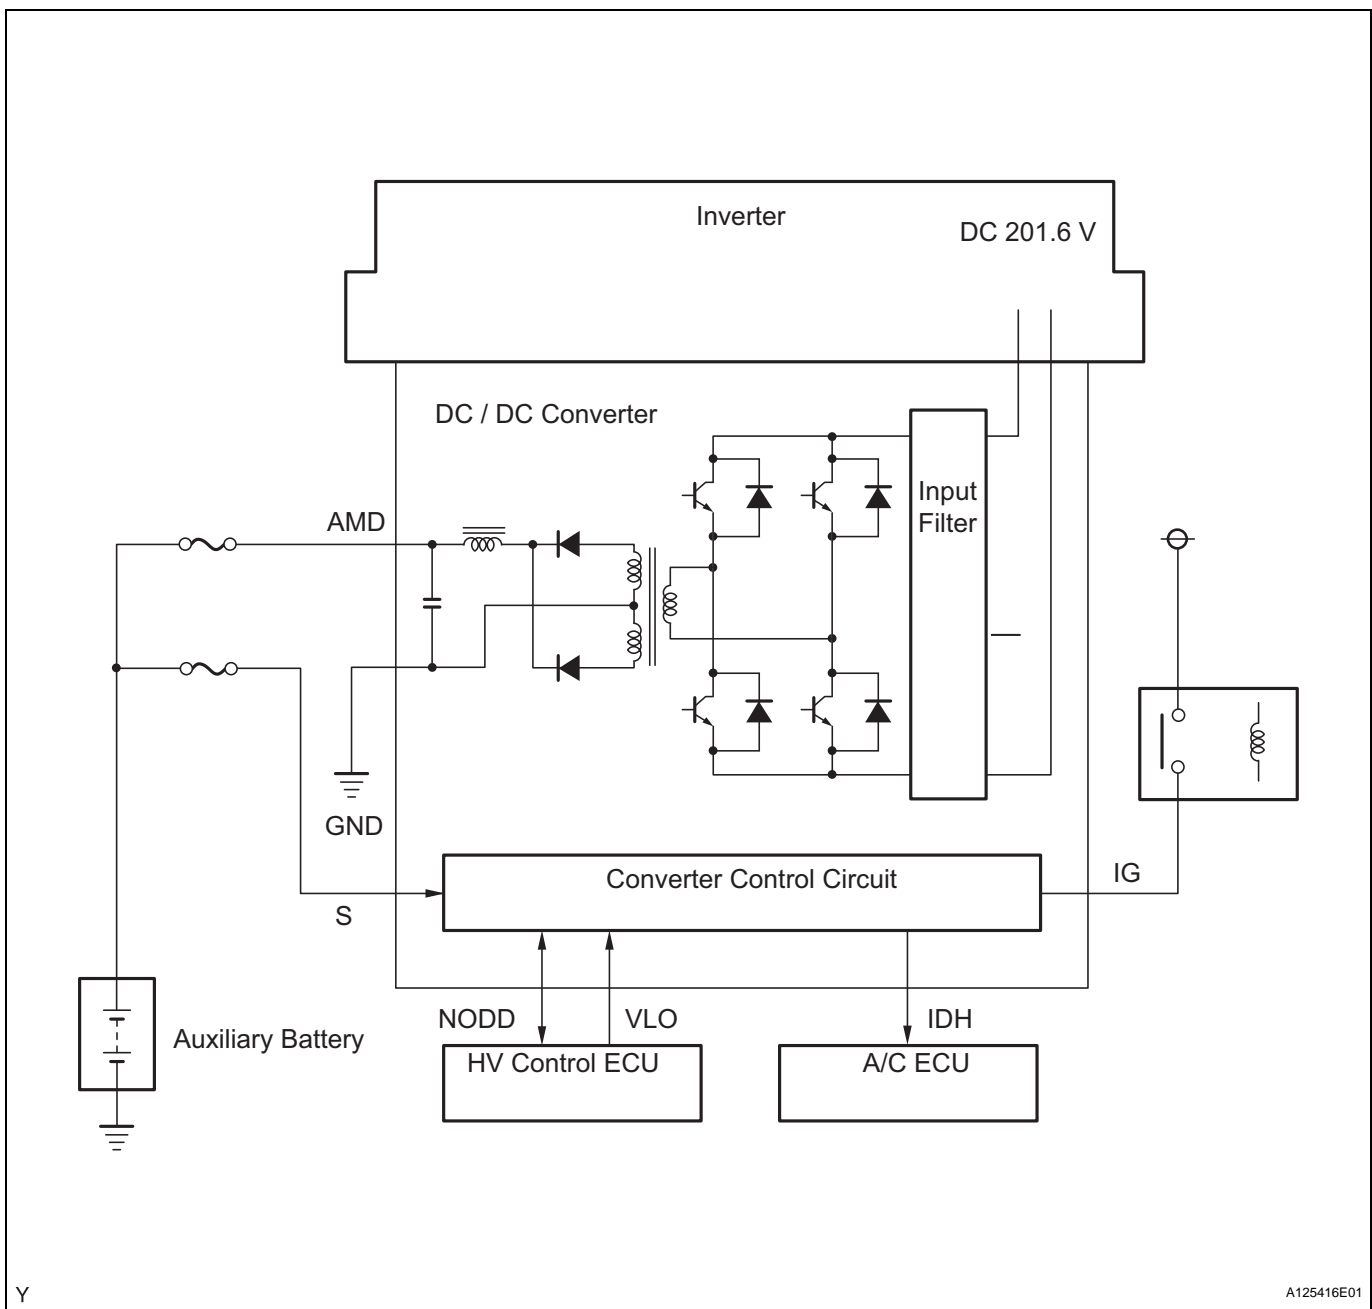 Inverter
DC 201.6 V
DC / DC Converter
Input
Filter
AMD
GND
Converter Control Circuit
IG
S
NODD
VLO
IDH
Auxiliary Battery
HV Control ECU
A/C ECU
Y
A125416E01